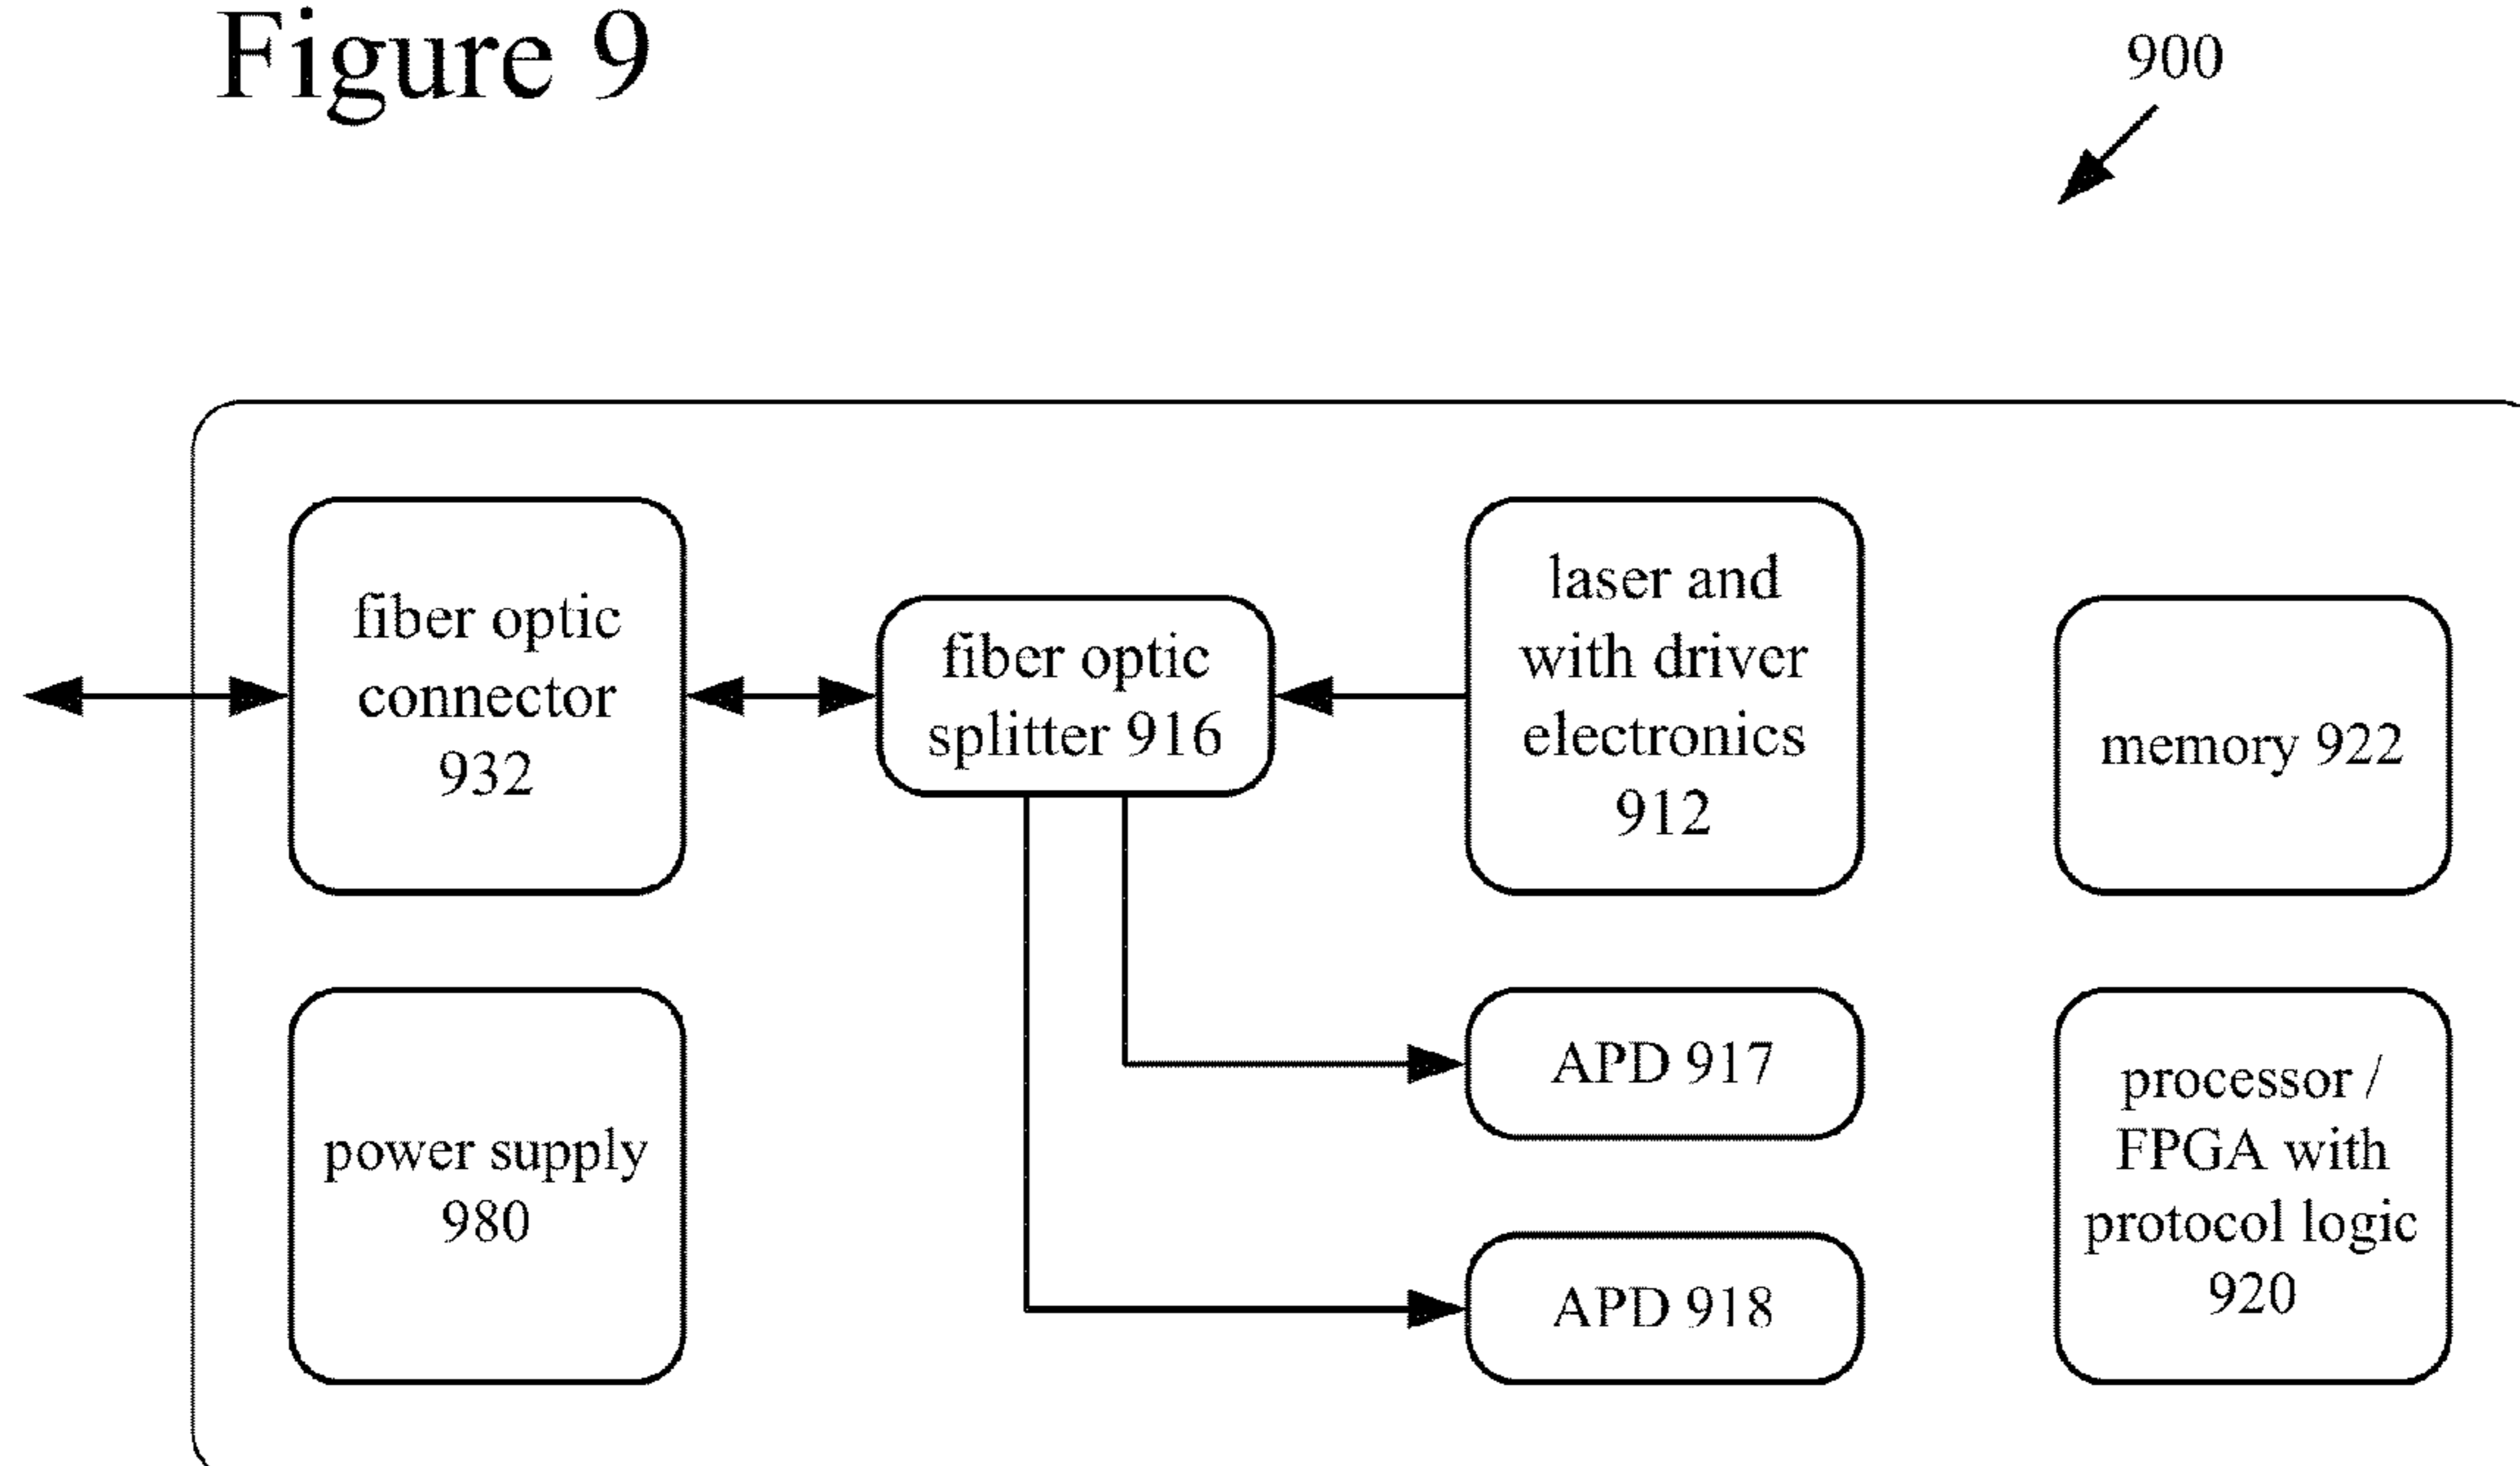 Figure 9
900
fiber optic
connector
932
fiber optic
splitter 916
laser and
with driver
electronics
912
memory 922
power supply
980
APD 917
APD 918
processor /
FPGA with
protocol logic
920